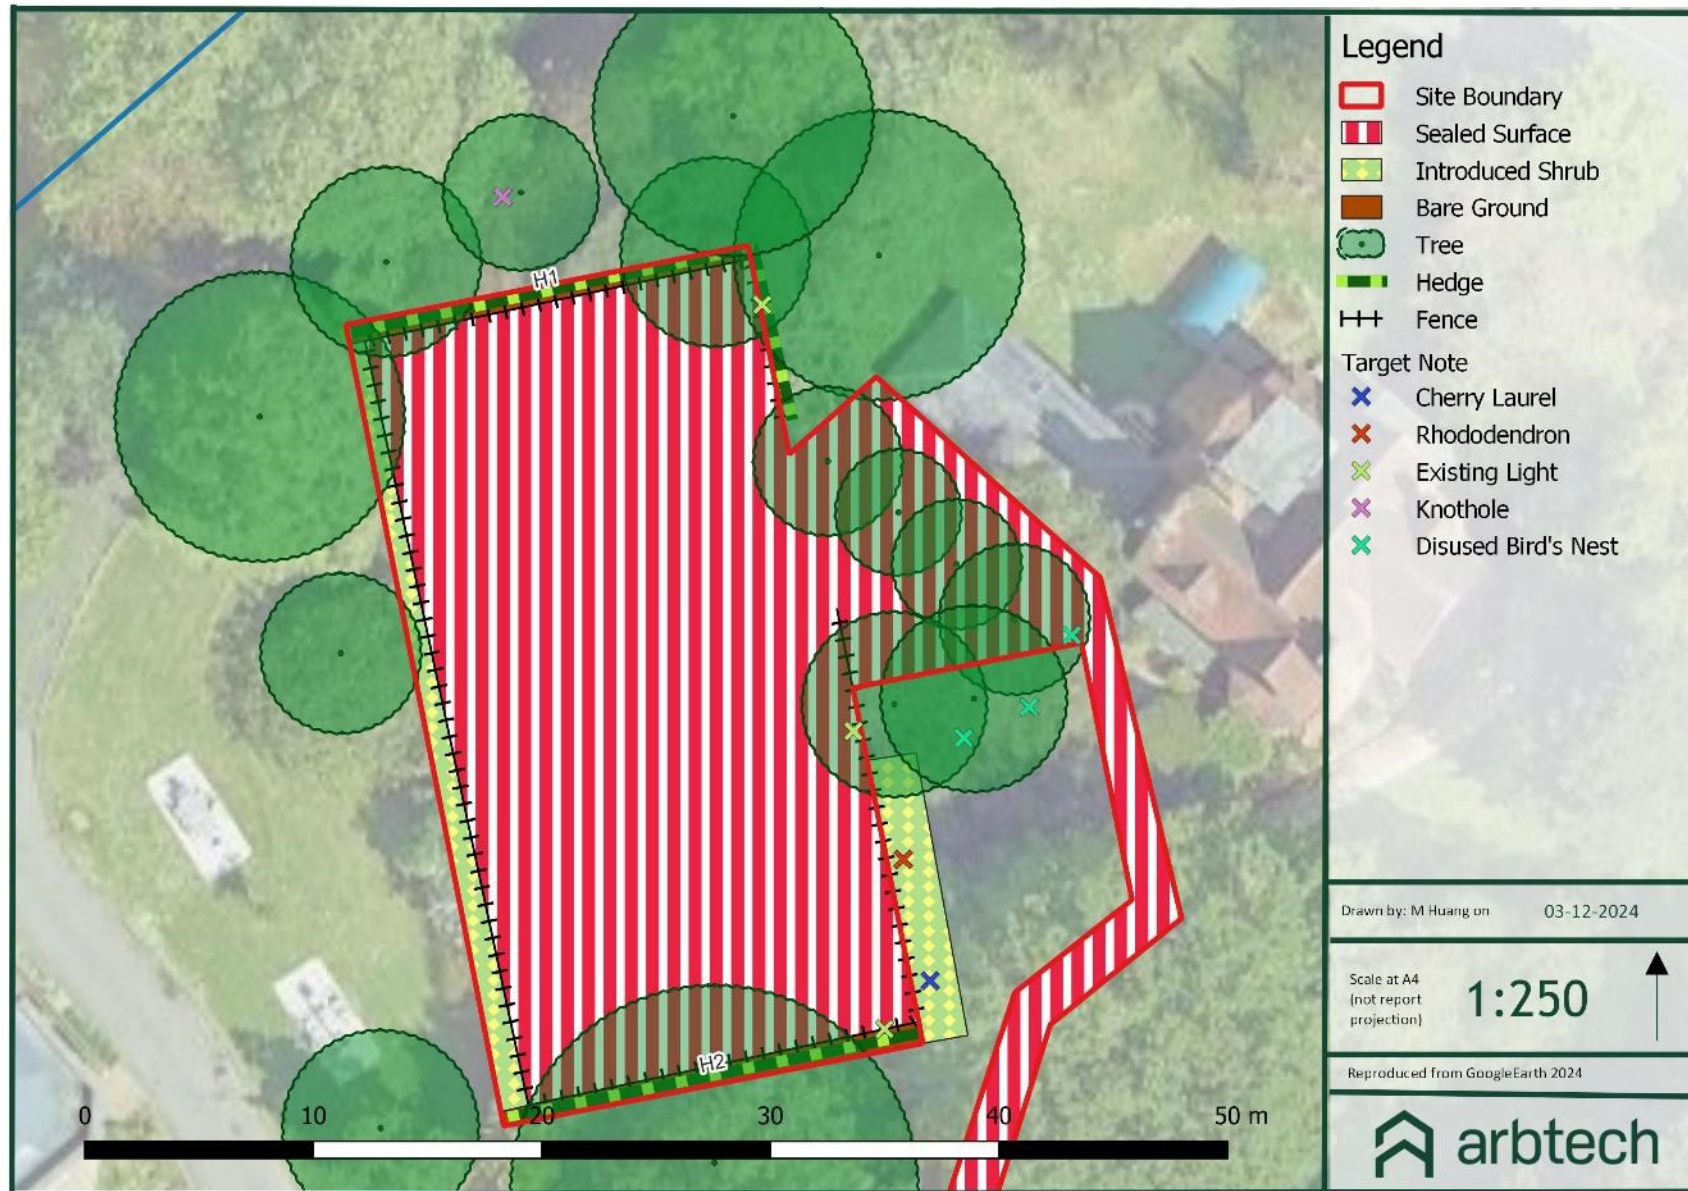 Legend
Site Boundary
Sealed Surface
Introduced Shrub
Bare Ground
Tree
Hedge
Fence
Target Note
Cherry Laurel
Rhododendron
Existing Light
Knothole
Disused Bird's Nest
H1
H2
0 10 20 30 40 50 m
Drawn by: M Huang on 03-12-2024
Scale at A4
(not report
projection)
1:250
Reproduced from GoogleEarth 2024
arbtech